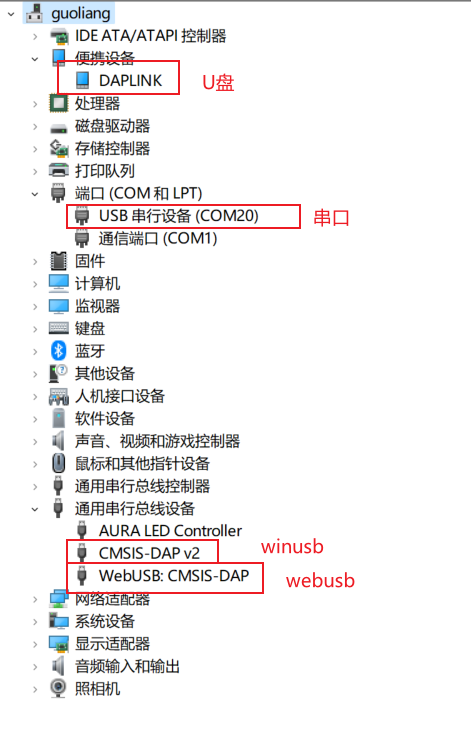 guoliang
IDE ATA/ATAPI 控制器
便携设备
DAPLINK
U盘
处理器
磁盘驱动器
存储控制器
打印队列
端口 (COM 和 LPT)
USB 串行设备 (COM20)
串口
通信端口 (COM1)
固件
计算机
监视器
键盘
蓝牙
其他设备
人机接口设备
软件设备
声音、视频和游戏控制器
鼠标和其他指针设备
通用串行总线控制器
通用串行总线设备
AURA LED Controller
CMSIS-DAP v2
winusb
WebUSB: CMSIS-DAP
webusb
网络适配器
系统设备
显示适配器
音频输入和输出
照相机